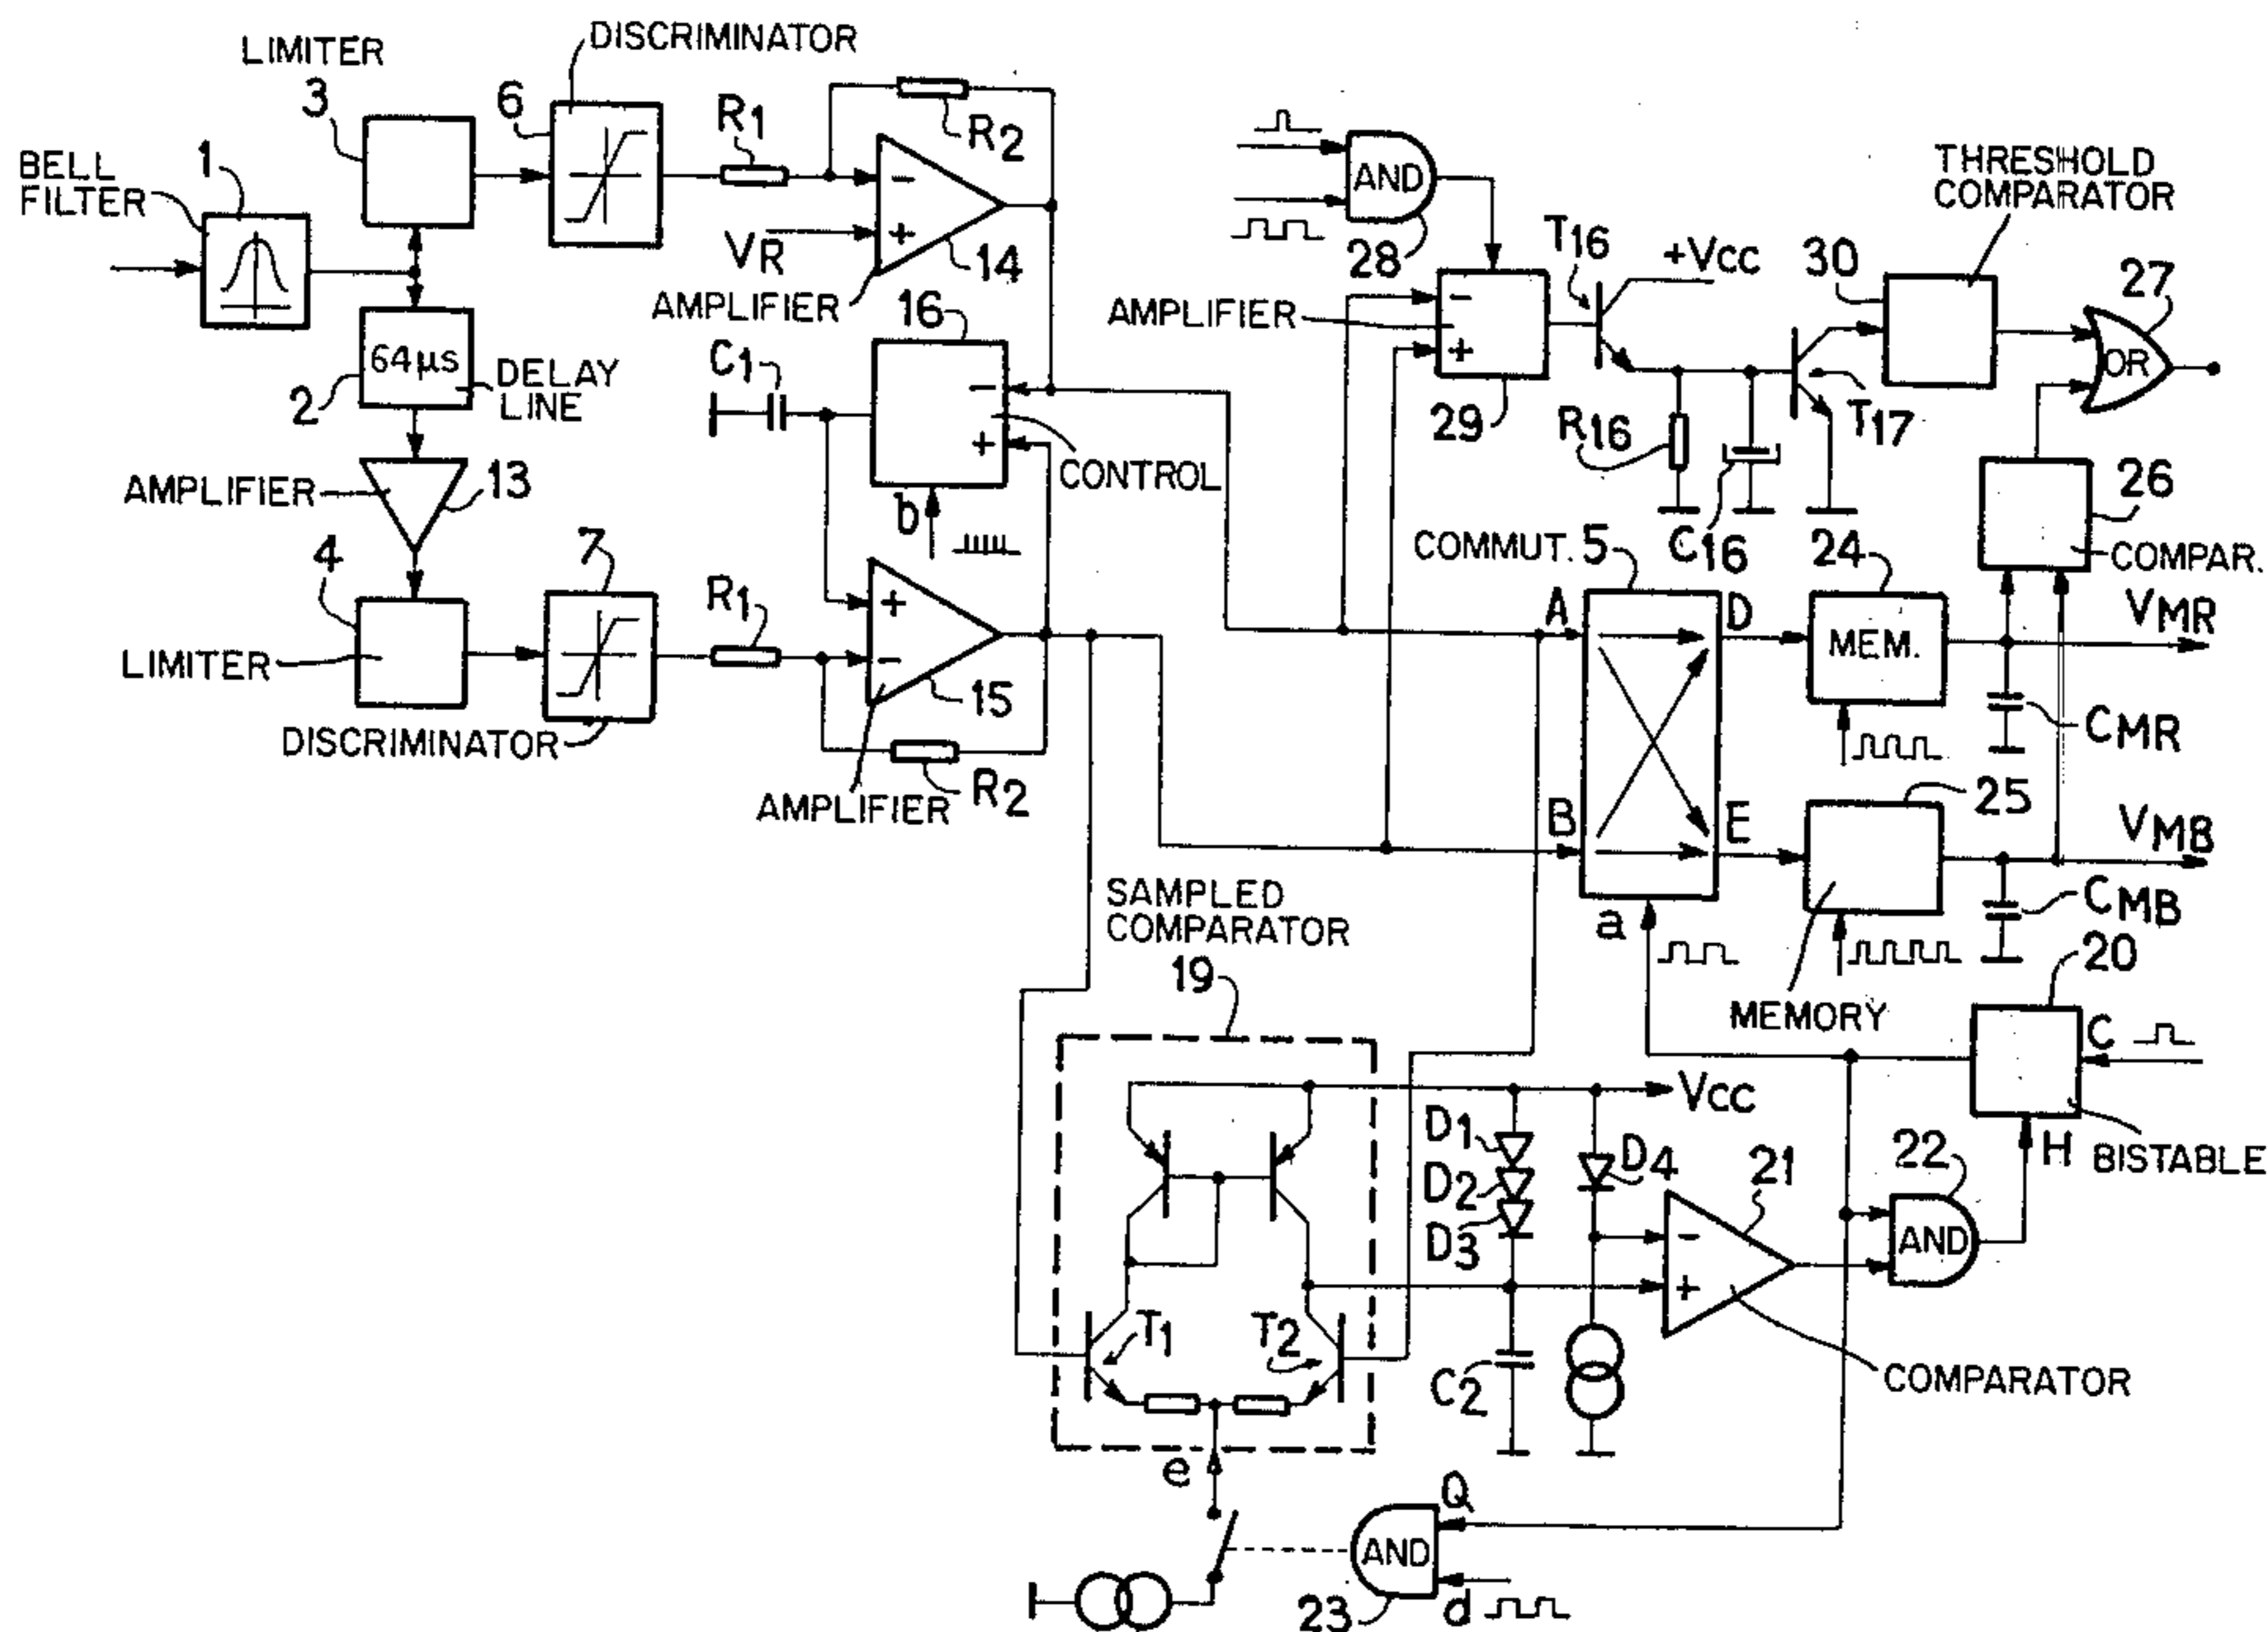 LIMITER
3
DISCRIMINATOR
6
R1
R2
BELL
FILTER
1
VR
14
AMPLIFIER
64µs
2
DELAY
LINE
C1
16
CONTROL
b
AMPLIFIER
13
4
LIMITER
7
DISCRIMINATOR
R1
15
R2
AMPLIFIER
AND
28
AMPLIFIER
29
T16
+VCC
30
THRESHOLD
COMPARATOR
27
OR
R16
C16
T17
26
COMPAR.
COMMUT. 5
A
B
D
E
a
24
MEM.
VMR
CMR
25
VMB
CMB
MEMORY
20
C
H
BISTABLE
SAMPLED
COMPARATOR
19
VCC
D1
D2
D3
D4
21
22
AND
T1
T2
C2
COMPARATOR
e
Q
AND
23
d